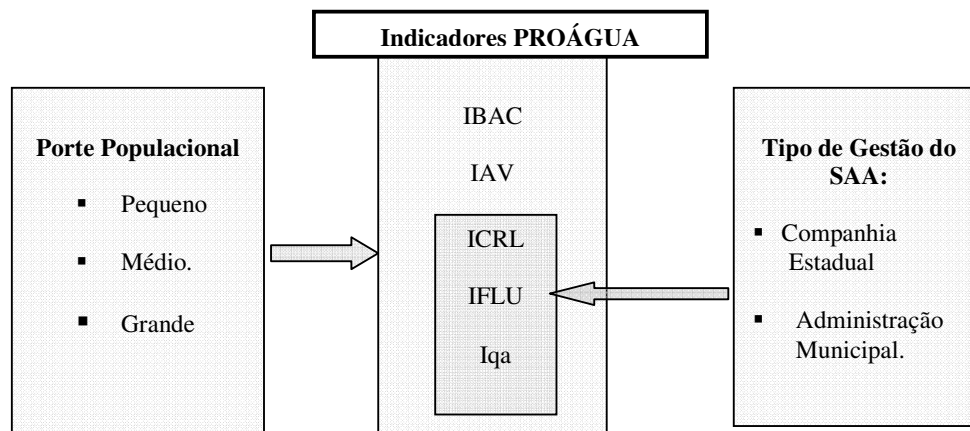 Indicadores PROÁGUA
Porte Populacional
▪ Pequeno
▪ Médio.
▪ Grande
IBAC
IAV
ICRL
IFLU
Iqa
Tipo de Gestão do
SAA:
▪ Companhia
Estadual
▪ Administração
Municipal.